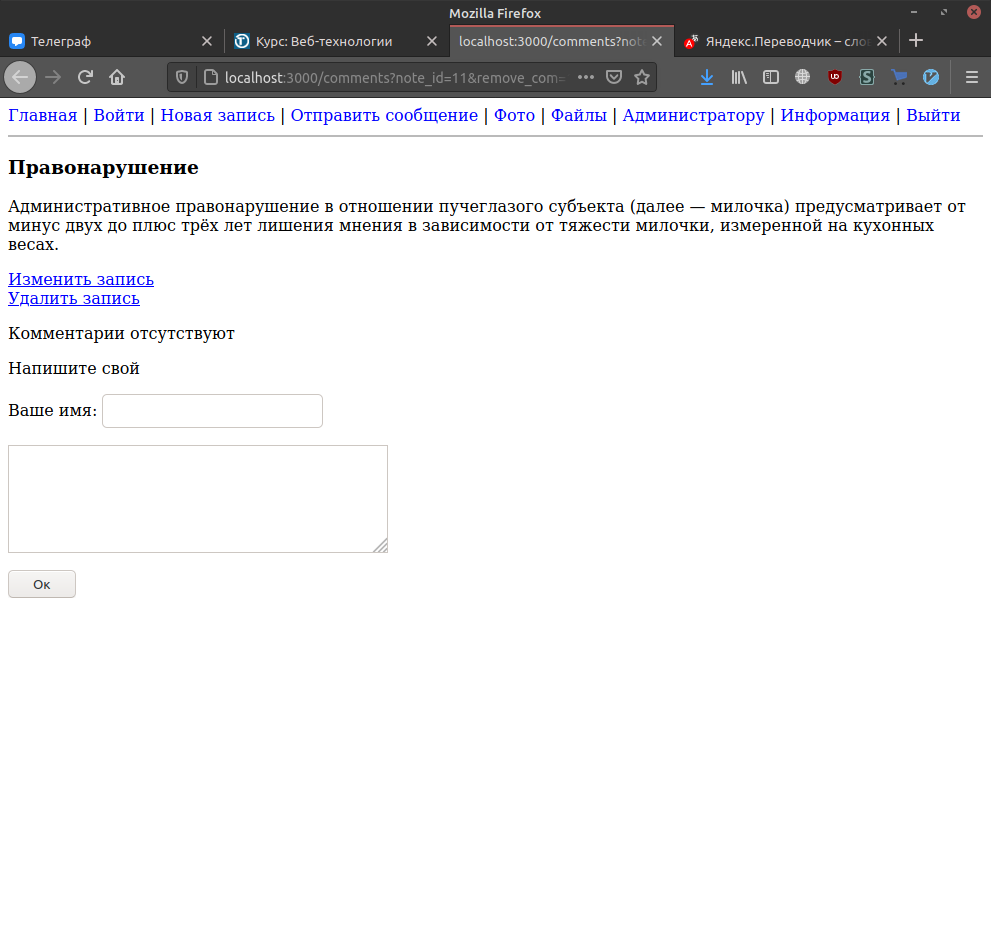 Mozilla Firefox
Телеграф
Курс: Веб-технологии
localhost:3000/comments?note
Яндекс.Переводчик – слов
localhost:3000/comments?note_id=11&remove_com=
Главная | Войти | Новая запись | Отправить сообщение | Фото | Файлы | Администратору | Информация | Выйти
Правонарушение
Административное правонарушение в отношении пучеглазого субъекта (далее — милочка) предусматривает от
минус двух до плюс трёх лет лишения мнения в зависимости от тяжести милочки, измеренной на кухонных
весах.
Изменить запись
Удалить запись
Комментарии отсутствуют
Напишите свой
Ваше имя:
Ок